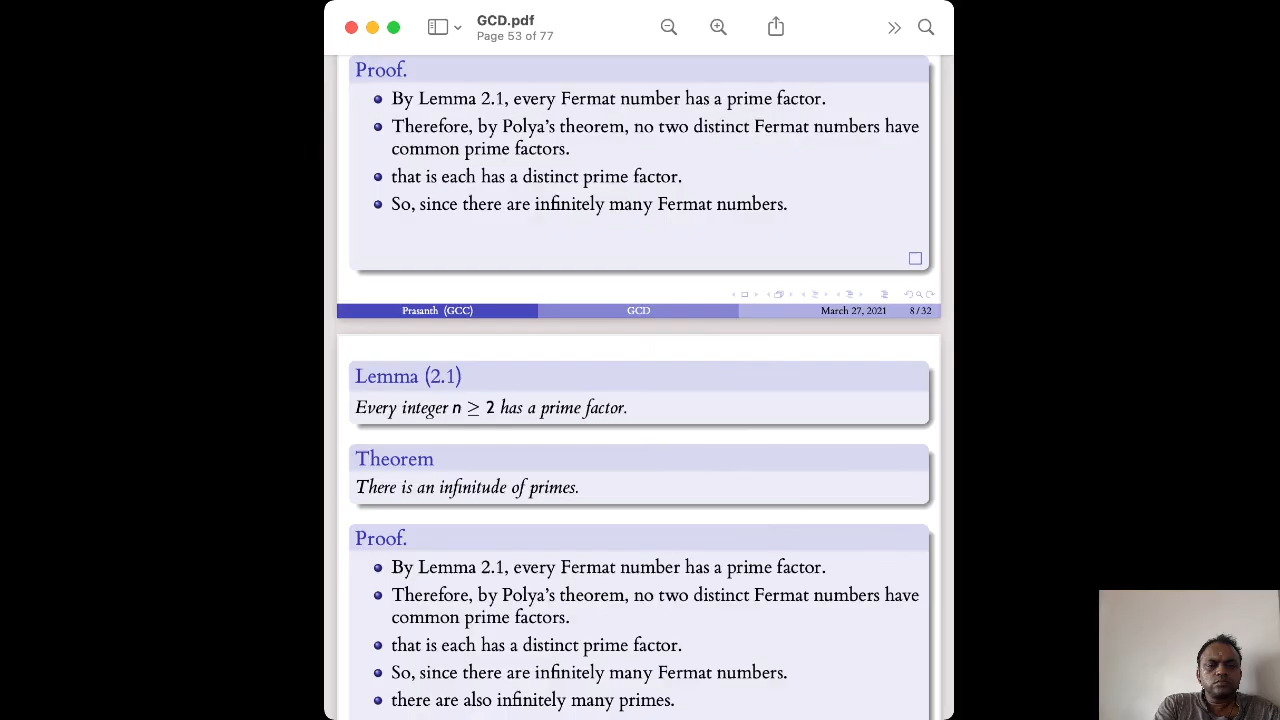 GCD.pdf
Page 53 of 77
Proof.
By Lemma 2.1, every Fermat number has a prime factor.
Therefore, by Polya's theorem, no two distinct Fermat numbers have
common prime factors.
that is each has a distinct prime factor.
So, since there are infinitely many Fermat numbers.
Prasanth (GCC) GCD March 27, 2021 8 / 32
Lemma (2.1)
Every integer n ≥ 2 has a prime factor.
Theorem
There is an infinitude of primes.
Proof.
By Lemma 2.1, every Fermat number has a prime factor.
Therefore, by Polya's theorem, no two distinct Fermat numbers have
common prime factors.
that is each has a distinct prime factor.
So, since there are infinitely many Fermat numbers.
there are also infinitely many primes.